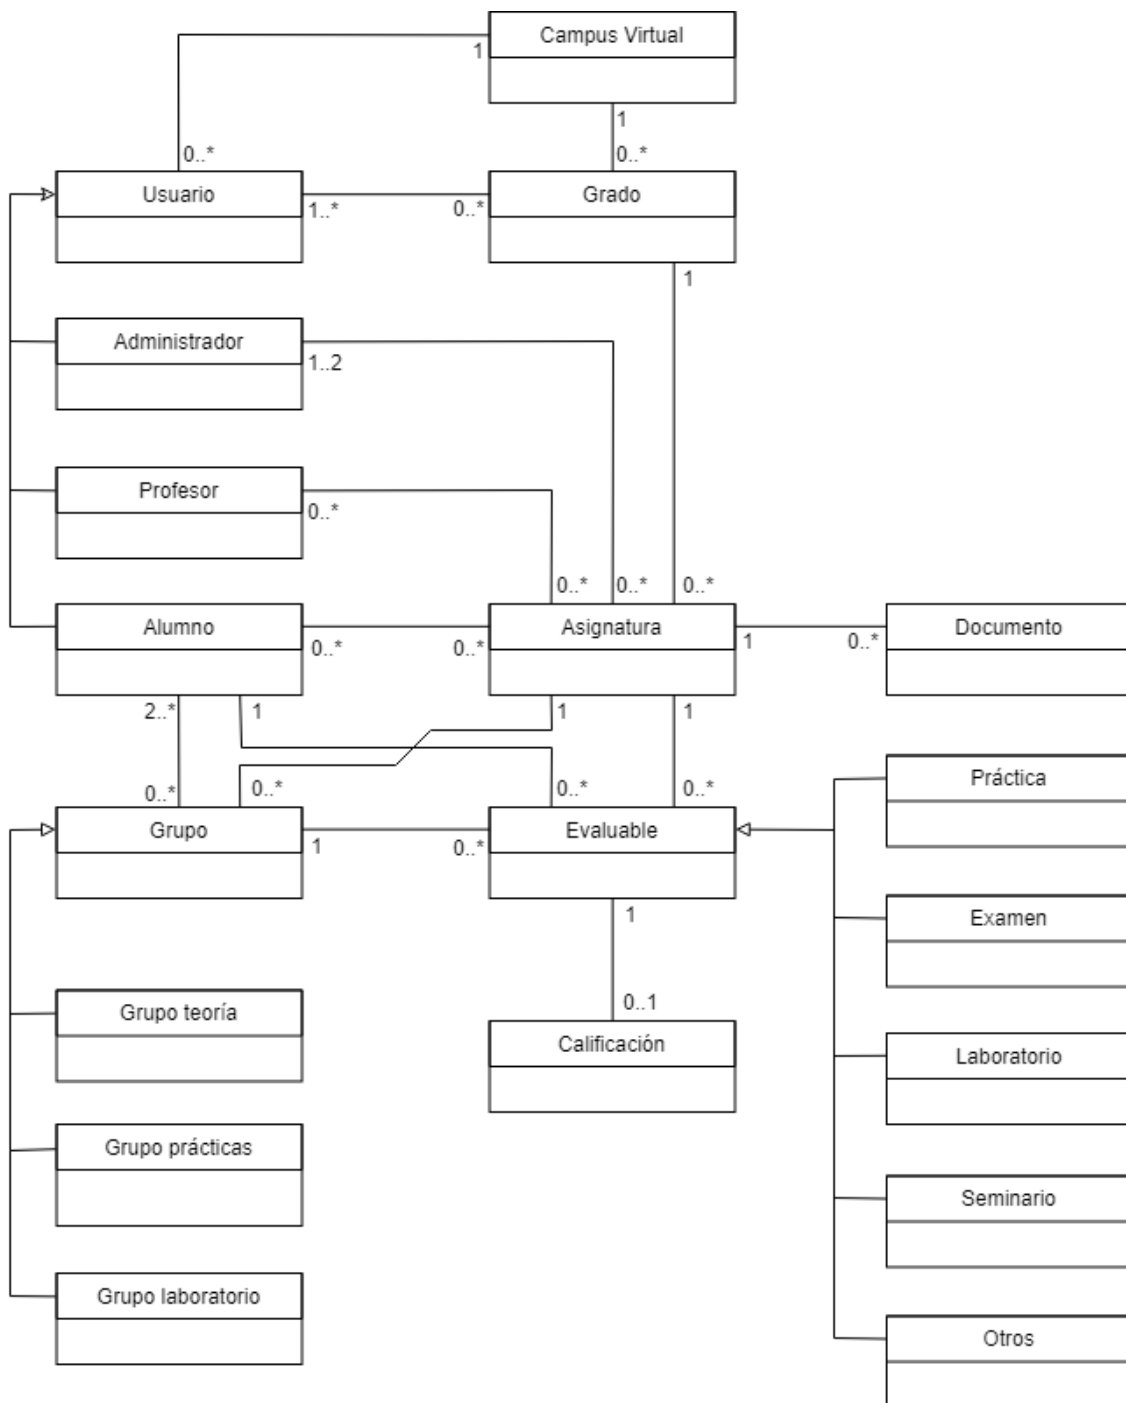 Campus Virtual
1
1
0..*
0..*
Usuario
Grado
1..*
0..*
1
Administrador
1..2
Profesor
0..*
0..*
0..*
0..*
Alumno
Asignatura
Documento
0..*
0..*
1
0..*
2..*
1
1
1
Práctica
0..*
0..*
0..*
0..*
Grupo
Evaluable
1
0..*
Examen
1
0..1
Grupo teoría
Calificación
Laboratorio
Grupo prácticas
Seminario
Grupo laboratorio
Otros